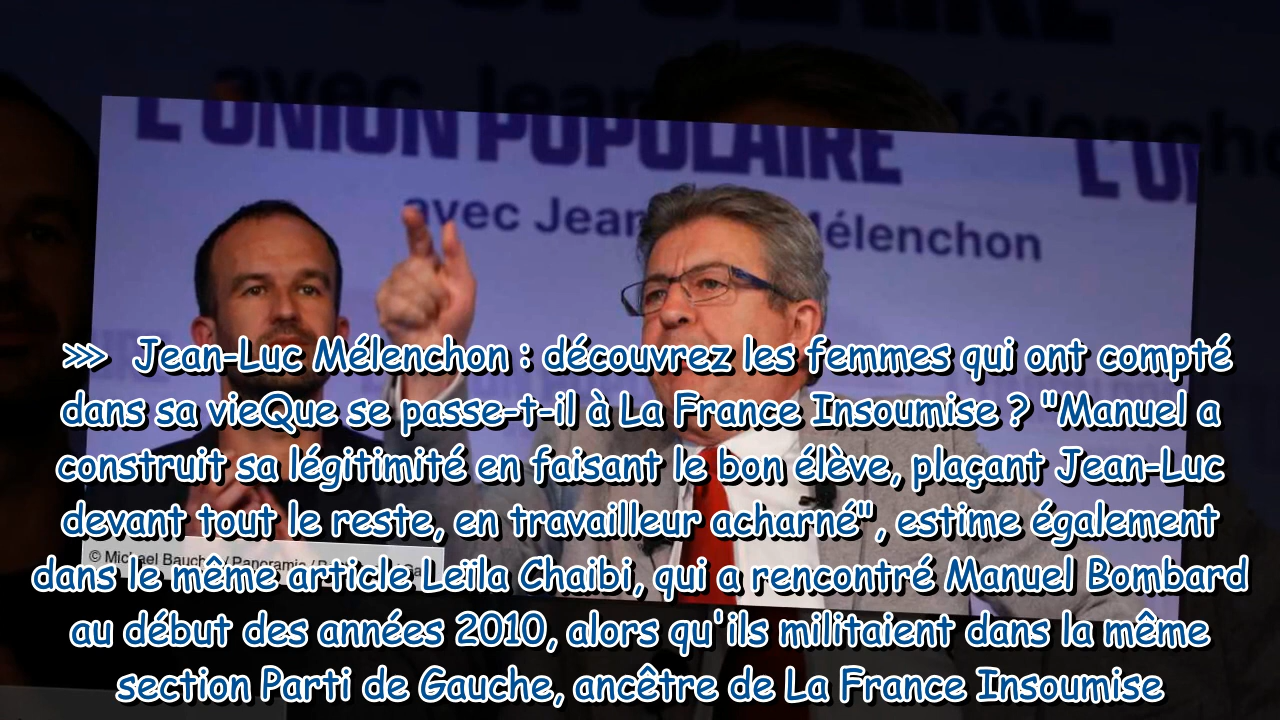 L'UNION POPULAIRE
avec Jean Mélenchon
L'UN
⋙ Jean-Luc Mélenchon : découvrez les femmes qui ont compté
dans sa vieQue se passe-t-il à La France Insoumise ? "Manuel a
construit sa légitimité en faisant le bon élève, plaçant Jean-Luc
devant tout le reste, en travailleur acharné", estime également
© Michael
dans le même article Leïla Chaibi, qui a rencontré Manuel Bombard
au début des années 2010, alors qu'ils militaient dans la même
section Parti de Gauche, ancêtre de La France Insoumise